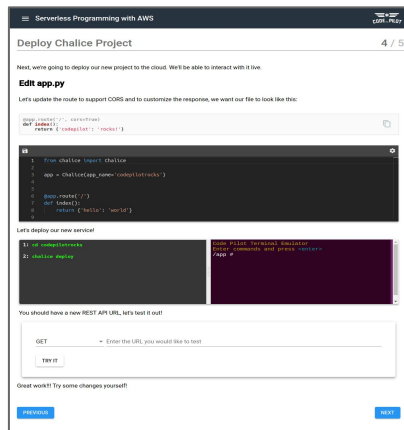 Serverless Programming with AWS
CODE PILOT
Deploy Chalice Project
4 / 5
Next, we're going to deploy our new project to the cloud. We'll be able to interact with it live.
Edit app.py
Let's update the route to support CORS and to customize the response, we want our file to look like this:
@app.route('/', cors=True)
def index():
return {'codepilot': 'rocks!'}
1 from chalice import Chalice
2
3 app = Chalice(app_name='codepilotrocks')
4
5
6 @app.route('/')
7 def index():
8 return {'hello': 'world'}
9
Let's deploy our new service!
1: cd codepilotrocks
2: chalice deploy
Code Pilot Terminal Emulator
Enter commands and press <enter>
/app #
You should have a new REST API URL, let's test it out!
GET
Enter the URL you would like to test
TRY IT
Great work!!! Try some changes yourself!
PREVIOUS
NEXT